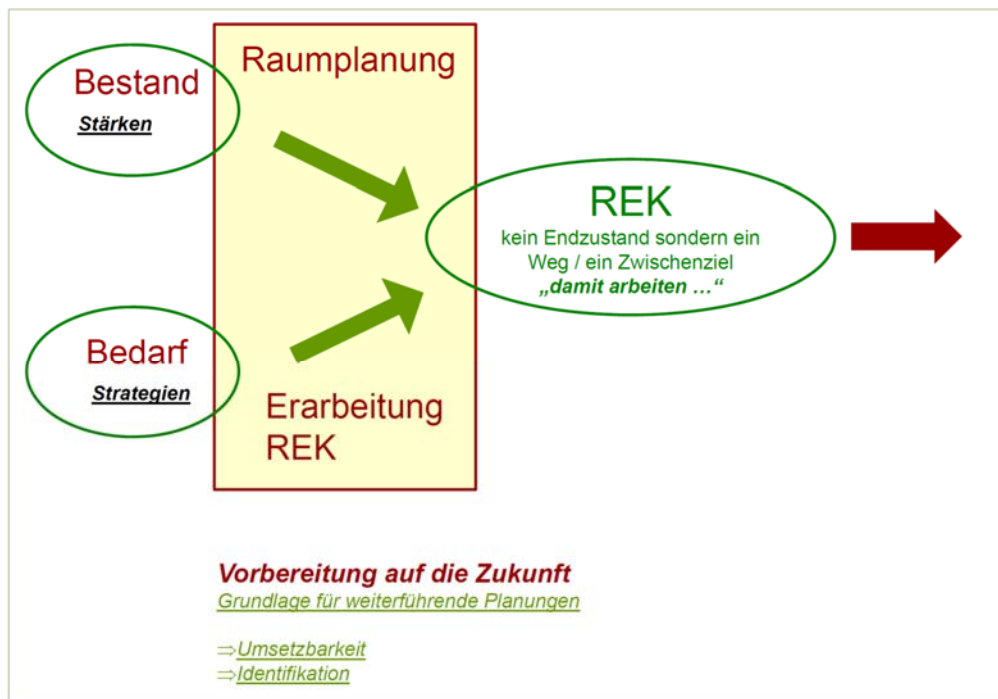 Bestand
Stärken
Raumplanung
REK
kein Endzustand sondern ein
Weg / ein Zwischenziel
„damit arbeiten …“
Bedarf
Strategien
Erarbeitung
REK
Vorbereitung auf die Zukunft
Grundlage für weiterführende Planungen
⇒Umsetzbarkeit
⇒Identifikation